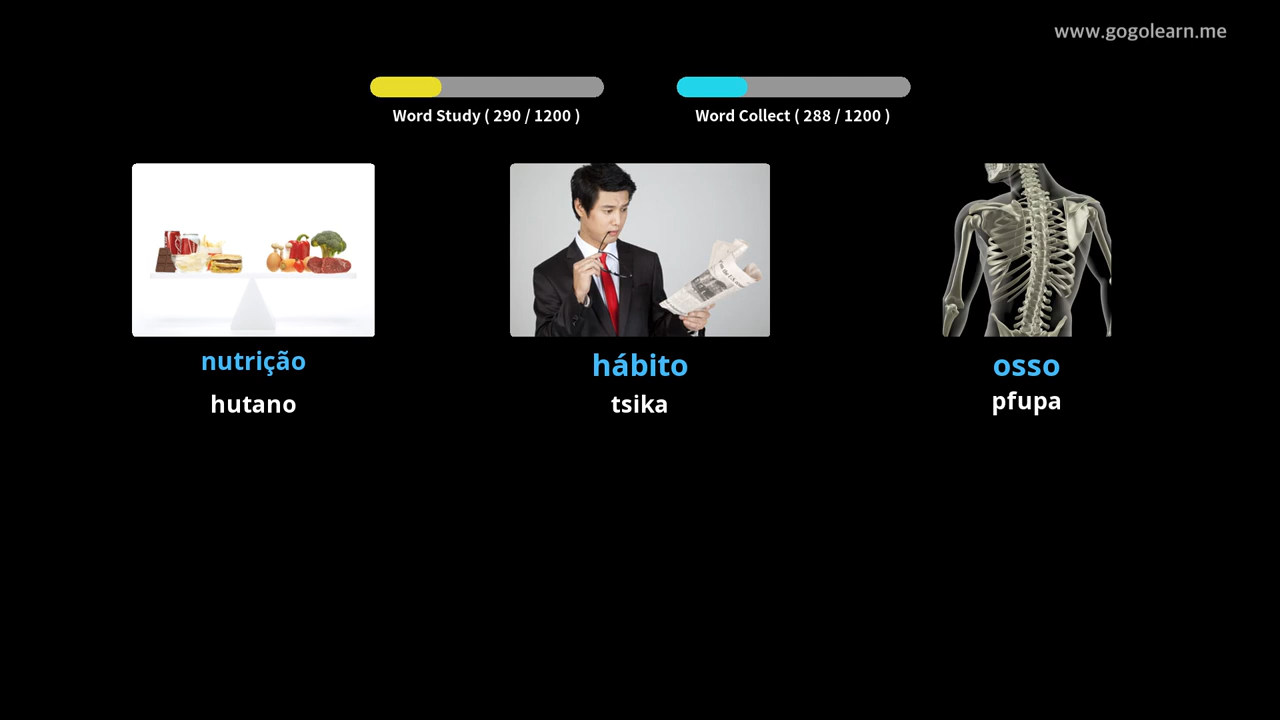 www.gogolearn.me
Word Study ( 290 / 1200 )
Word Collect ( 288 / 1200 )
nutrição
hutano
hábito
tsika
osso
pfupa